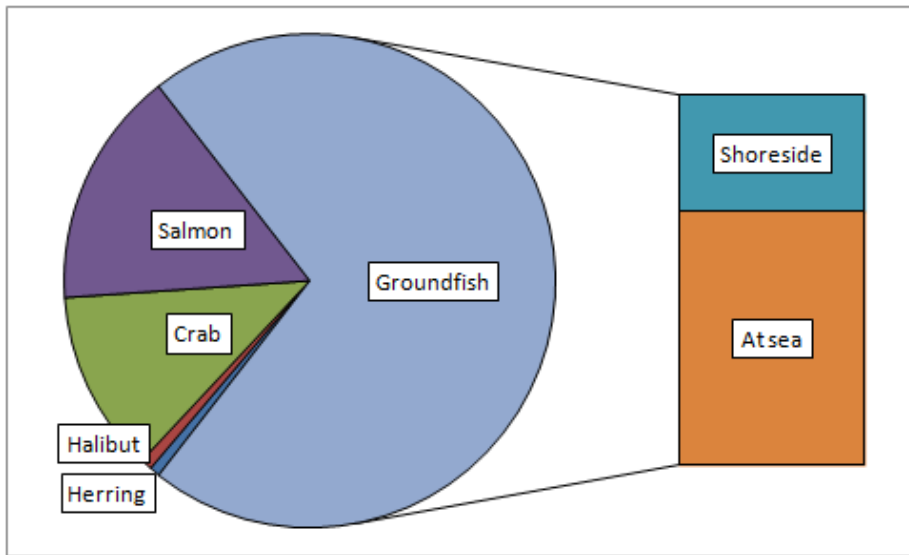 Shoreside
Salmon
Groundfish
Crab
At sea
Halibut
Herring